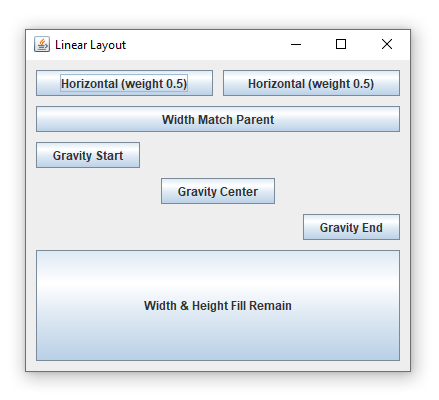 Linear Layout
Horizontal (weight 0.5) Horizontal (weight 0.5)
Width Match Parent
Gravity Start
Gravity Center
Gravity End
Width & Height Fill Remain